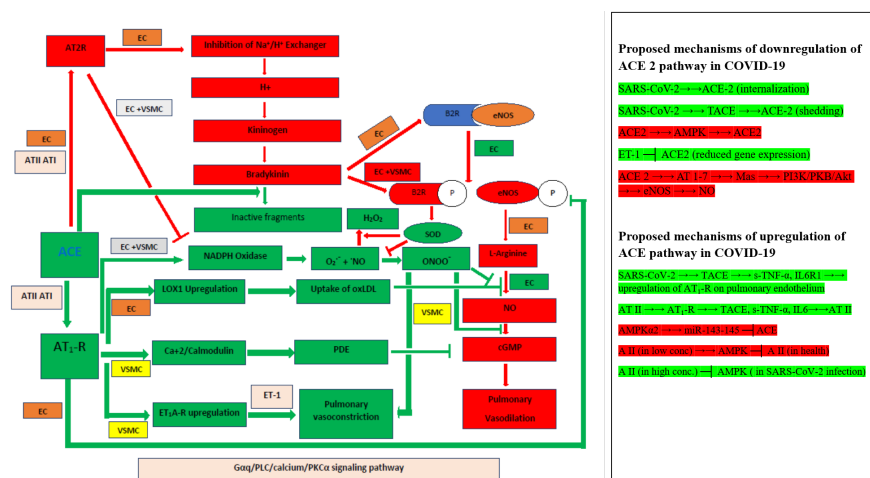 AT2R
EC
Inhibition of Na⁺/H⁺ Exchanger
H+
EC +VSMC
Kininogen
EC
ATII ATI
Bradykinin
EC
B2R
eNOS
EC
EC +VSMC
B2R
P
eNOS
P
Inactive fragments
H₂O₂
SOD
EC
ACE
EC +VSMC
NADPH Oxidase
O₂⁻˙ + ˙NO
ONOO⁻
L-Arginine
ATII ATI
LOX1 Upregulation
Uptake of oxLDL
EC
EC
VSMC
NO
AT₁-R
Ca+2/Calmodulin
PDE
cGMP
VSMC
ET-1
EC
ET₁A-R upregulation
Pulmonary
vasoconstriction
Pulmonary
Vasodilation
VSMC
Gαq/PLC/calcium/PKCα signaling pathway
Proposed mechanisms of downregulation of
ACE 2 pathway in COVID-19
SARS-CoV-2→→ACE-2 (internalization)
SARS-CoV-2→→ TACE →→ACE-2 (shedding)
ACE2 →→ AMPK →→ ACE2
ET-1 ─┤ ACE2 (reduced gene expression)
ACE 2 →→ AT 1-7 →→ Mas →→ PI3K/PKB/Akt
→→ eNOS →→ NO
Proposed mechanisms of upregulation of
ACE pathway in COVID-19
SARS-CoV-2 →→ TACE →→ s-TNF-α, IL6R1 →→
upregulation of AT₁-R on pulmonary endothelium
AT II →→ AT₁-R →→ TACE, s-TNF-α, IL6 →→AT II
AMPKα2→→ miR-143-145 ─┤ ACE
A II (in low conc) →→ AMPK ─┤ A II (in health)
A II (in high conc.) ─┤ AMPK ( in SARS-CoV-2 infection)